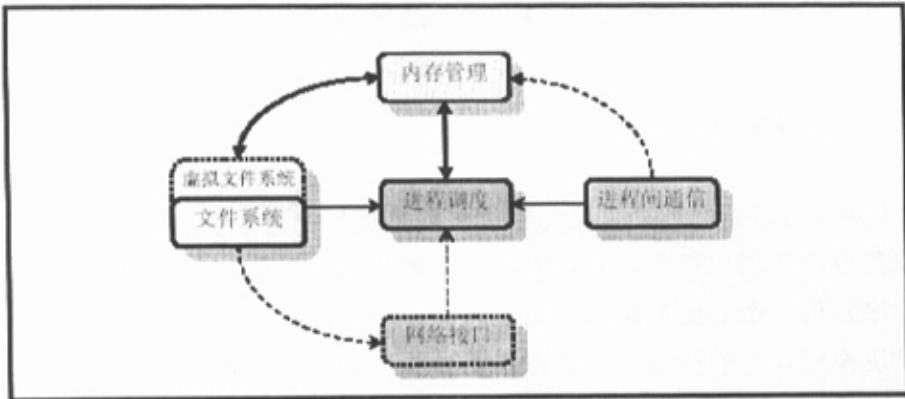 内存管理
虚拟文件系统
文件系统
进程调度
进程间通信
网络接口